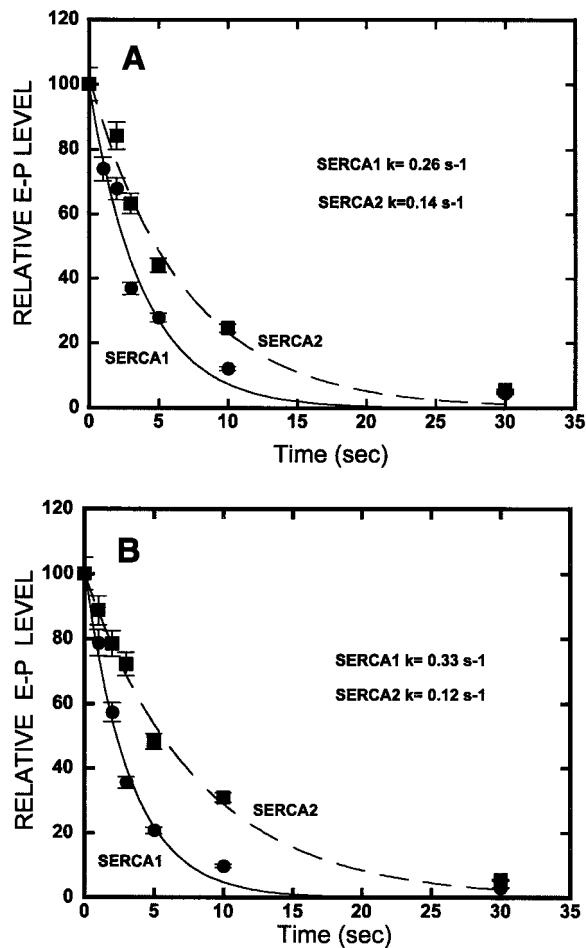 A
120
100
80
60
40
20
0
RELATIVE E-P LEVEL
SERCA1 k= 0.26 s-1
SERCA2 k=0.14 s-1
SERCA2
SERCA1
0 5 10 15 20 25 30 35
Time (sec)
B
120
100
80
60
40
20
0
RELATIVE E-P LEVEL
SERCA1 k= 0.33 s-1
SERCA2 k= 0.12 s-1
SERCA2
SERCA1
0 5 10 15 20 25 30 35
Time (sec)